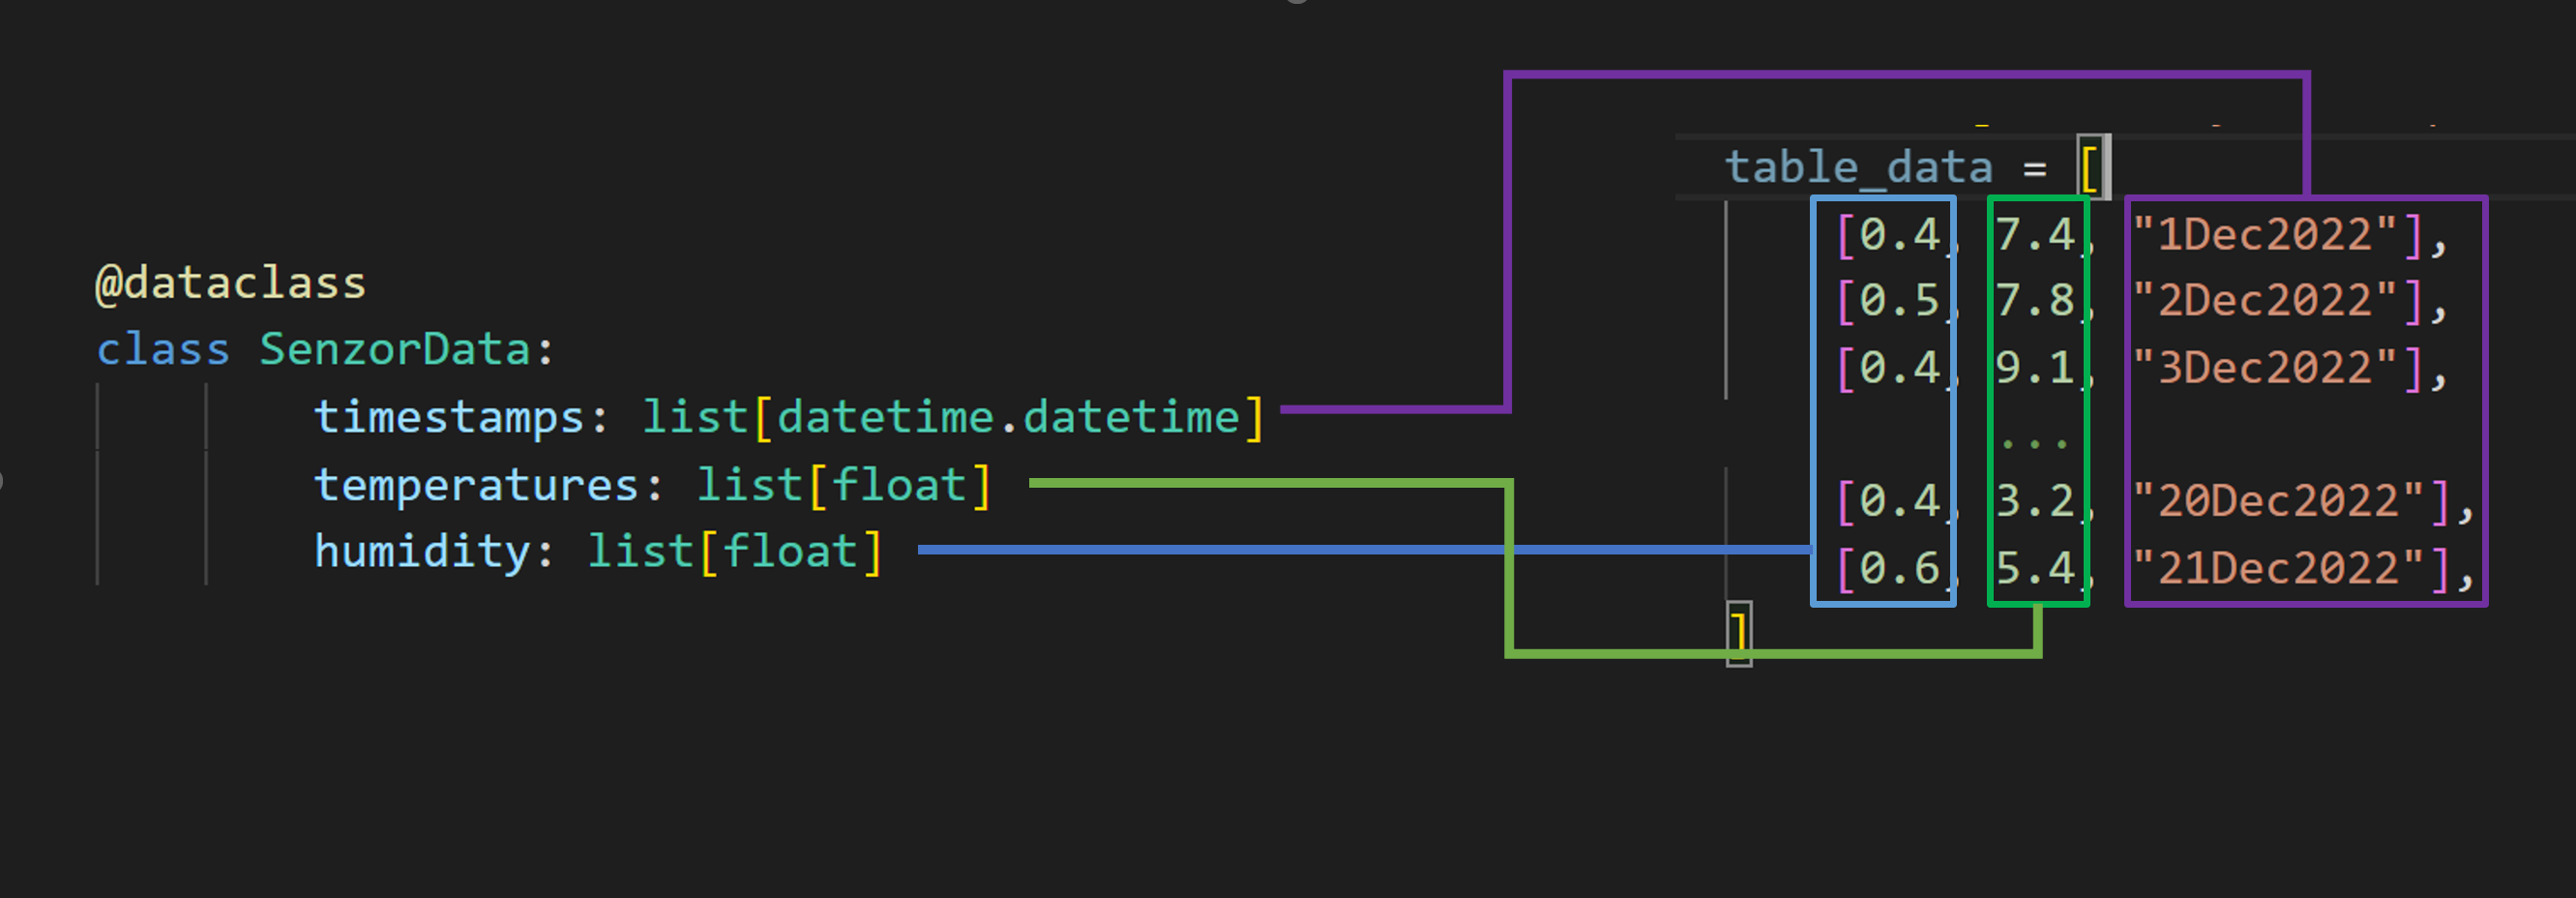 @dataclass
class SenzorData:
timestamps: list[datetime.datetime]
temperatures: list[float]
humidity: list[float]
table_data = [
[0.4, 7.4, "1Dec2022"],
[0.5, 7.8, "2Dec2022"],
[0.4, 9.1, "3Dec2022"],
...
[0.4, 3.2, "20Dec2022"],
[0.6, 5.4, "21Dec2022"],
]